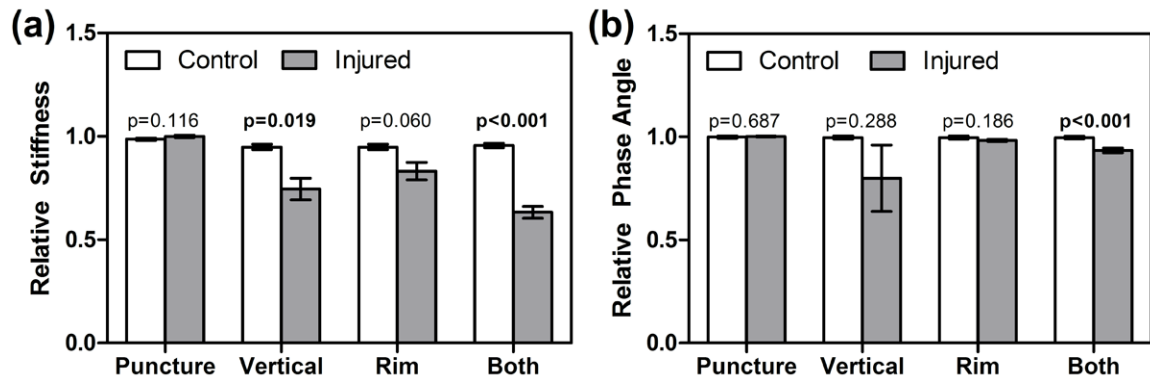 (a)
Relative Stiffness
1.5
1.0
0.5
0.0
Control Injured
p=0.116 p=0.019 p=0.060 p<0.001
Puncture Vertical Rim Both
(b)
Relative Phase Angle
1.5
1.0
0.5
0.0
Control Injured
p=0.687 p=0.288 p=0.186 p<0.001
Puncture Vertical Rim Both